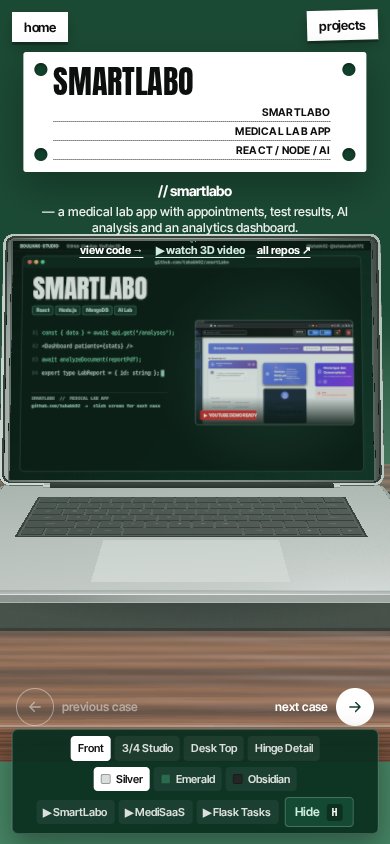 home
projects
SMARTLABO
SMARTLABO
MEDICAL LAB APP
REACT / NODE / AI
// smartlabo
— a medical lab app with appointments, test results, AI
analysis and an analytics dashboard.
view code → ▶ watch 3D video all repos ↗
SMARTLABO
React Node.js MongoDB AI Lab
01 const { data } = await api.get("/analyses");
02 <Dashboard patients={stats} />
03 await analyzeDocument(reportPdf);
04 export type LabReport = { id: string };
SMARTLABO // MEDICAL LAB APP
▶ YOUTUBE DEMO READY
← previous case
next case →
Front 3/4 Studio Desk Top Hinge Detail
Silver Emerald Obsidian
▶ SmartLabo ▶ MediSaaS ▶ Flask Tasks Hide H